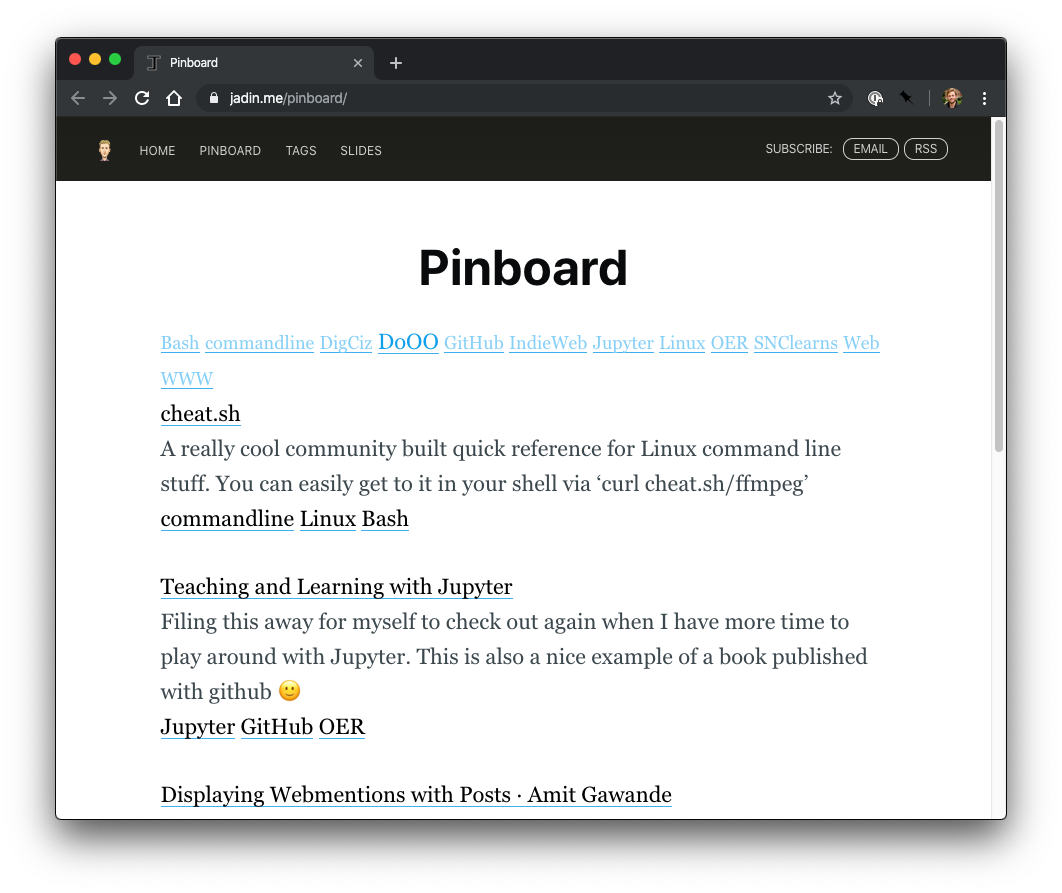 Pinboard
jadin.me/pinboard/
HOME PINBOARD TAGS SLIDES SUBSCRIBE: EMAIL RSS
Pinboard
Bash commandline DigCiz DoOO GitHub IndieWeb Jupyter Linux OER SNClearns Web
WWW
cheat.sh
A really cool community built quick reference for Linux command line
stuff. You can easily get to it in your shell via ‘curl cheat.sh/ffmpeg’
commandline Linux Bash
Teaching and Learning with Jupyter
Filing this away for myself to check out again when I have more time to
play around with Jupyter. This is also a nice example of a book published
with github 🙂
Jupyter GitHub OER
Displaying Webmentions with Posts · Amit Gawande